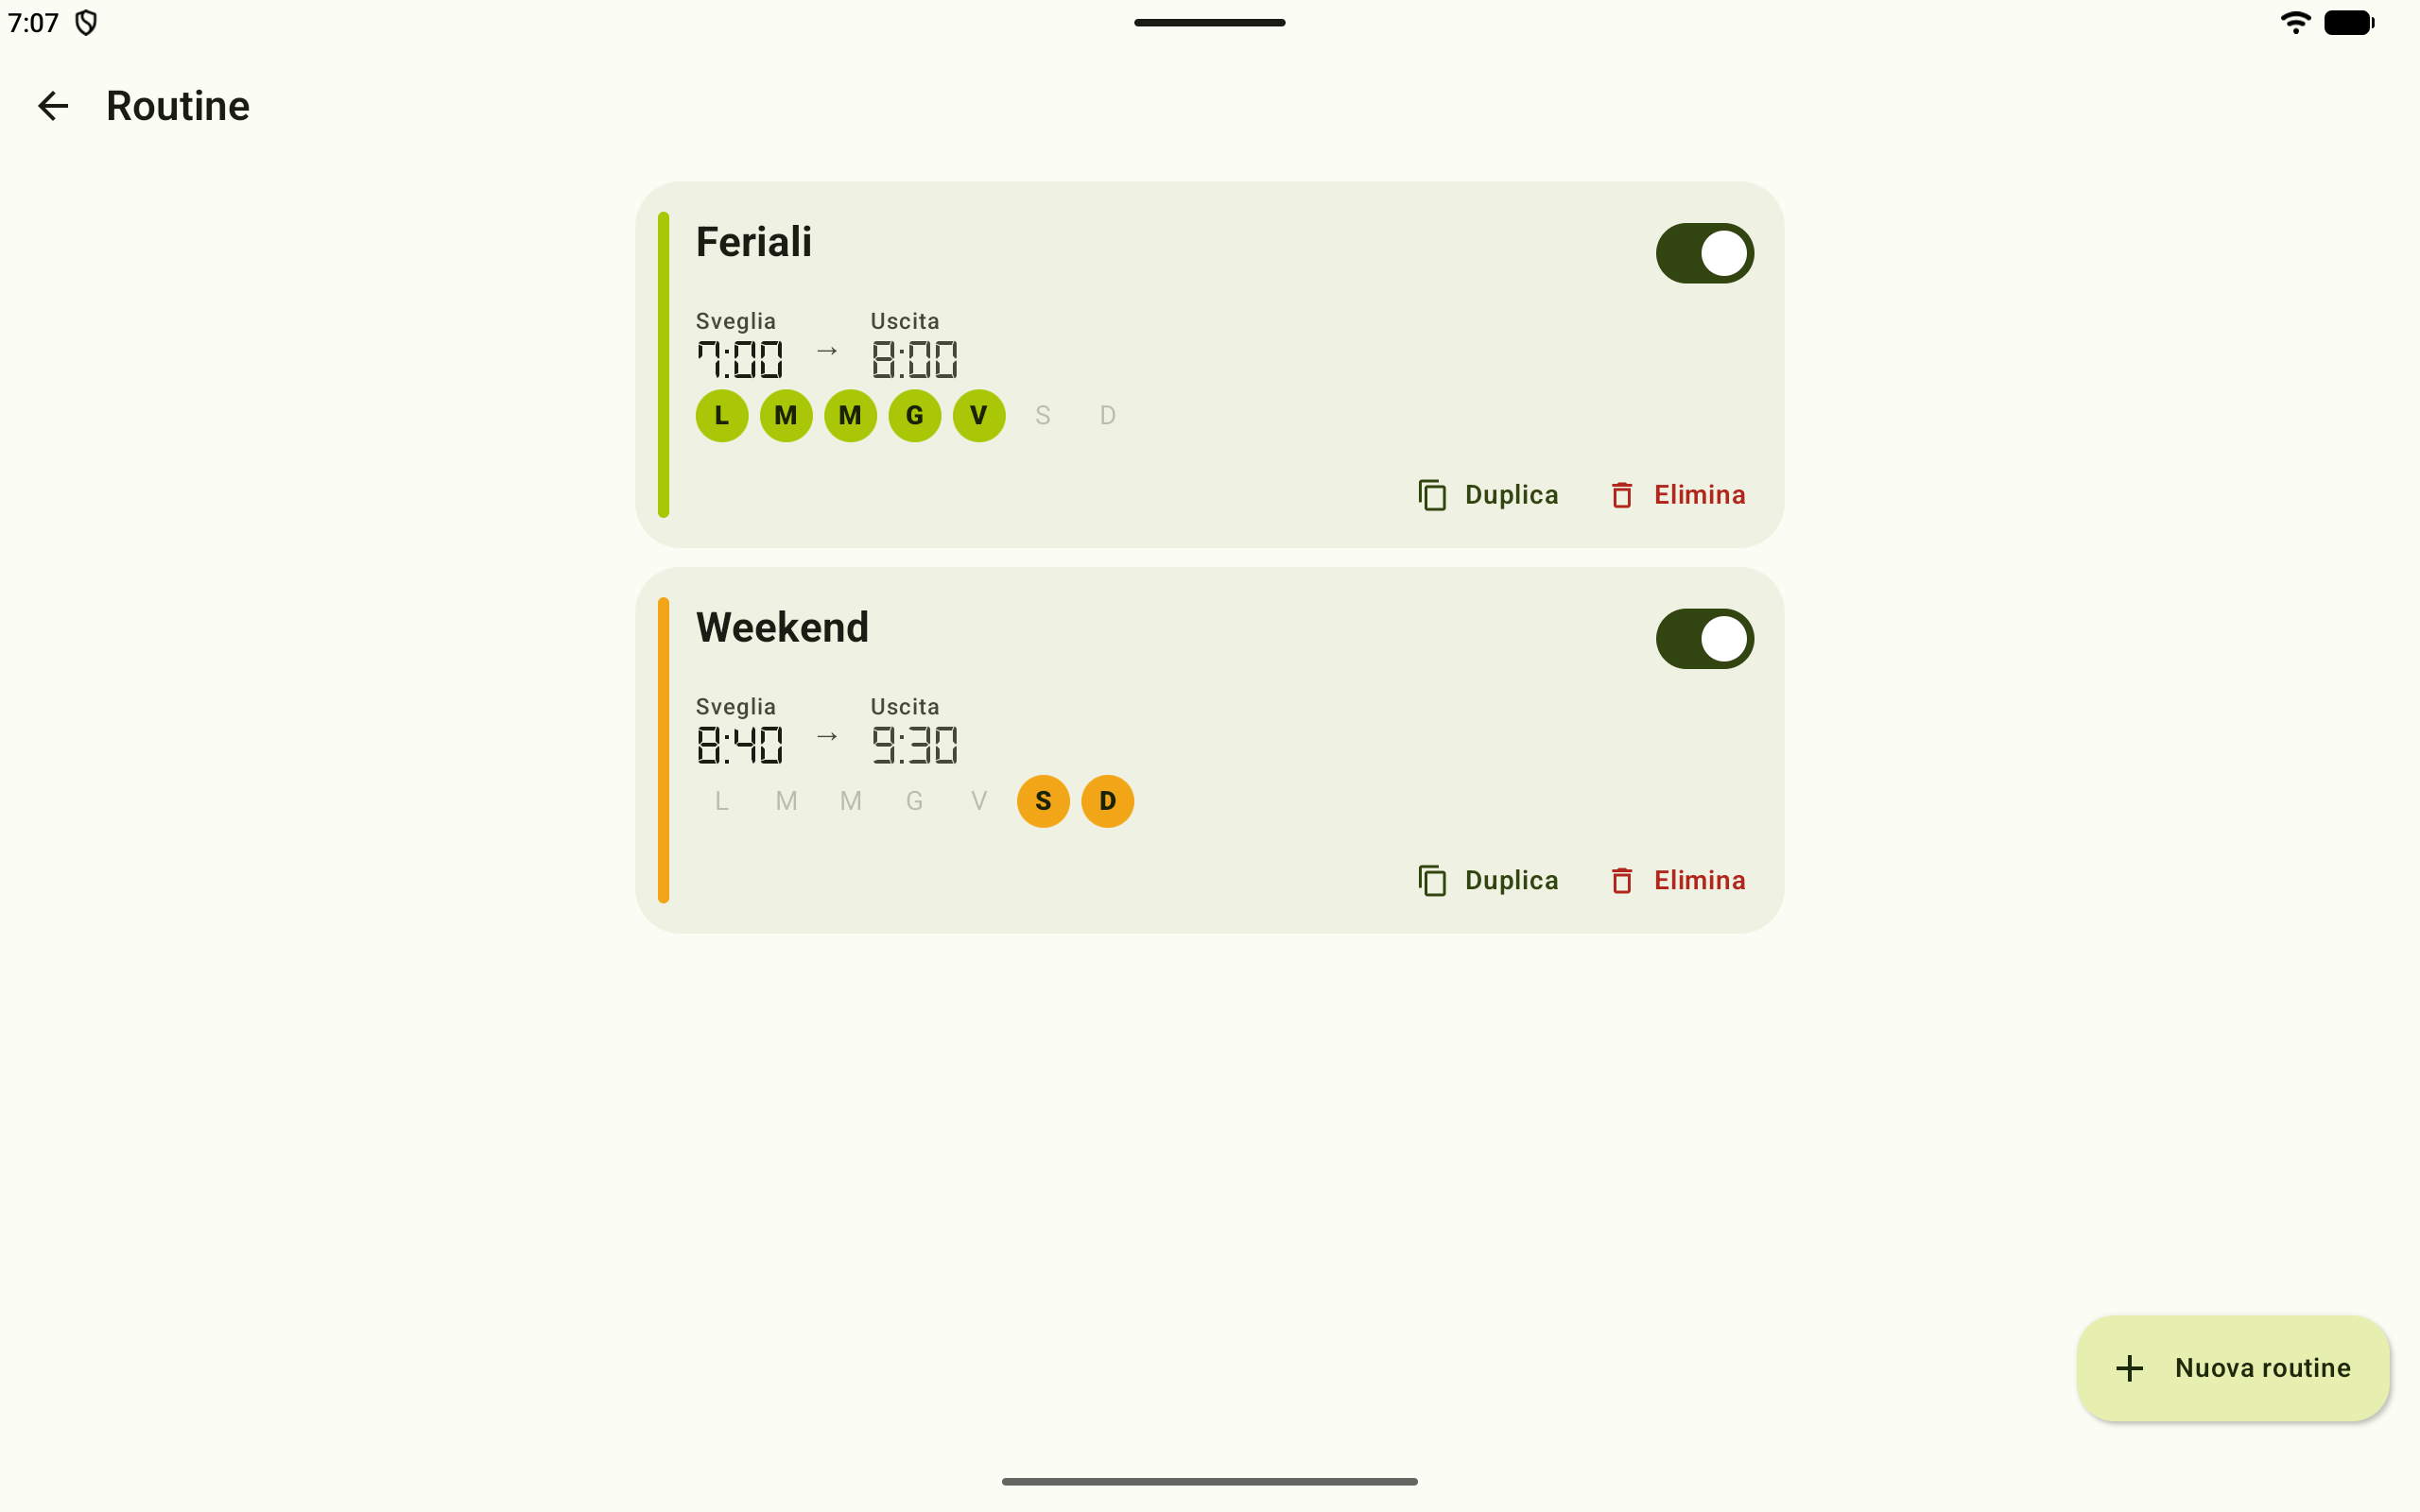 7:07
Routine
Feriali
Sveglia → Uscita
7:00 8:00
L M M G V S D
Duplica Elimina
Weekend
Sveglia → Uscita
8:40 9:30
L M M G V S D
Duplica Elimina
+ Nuova routine